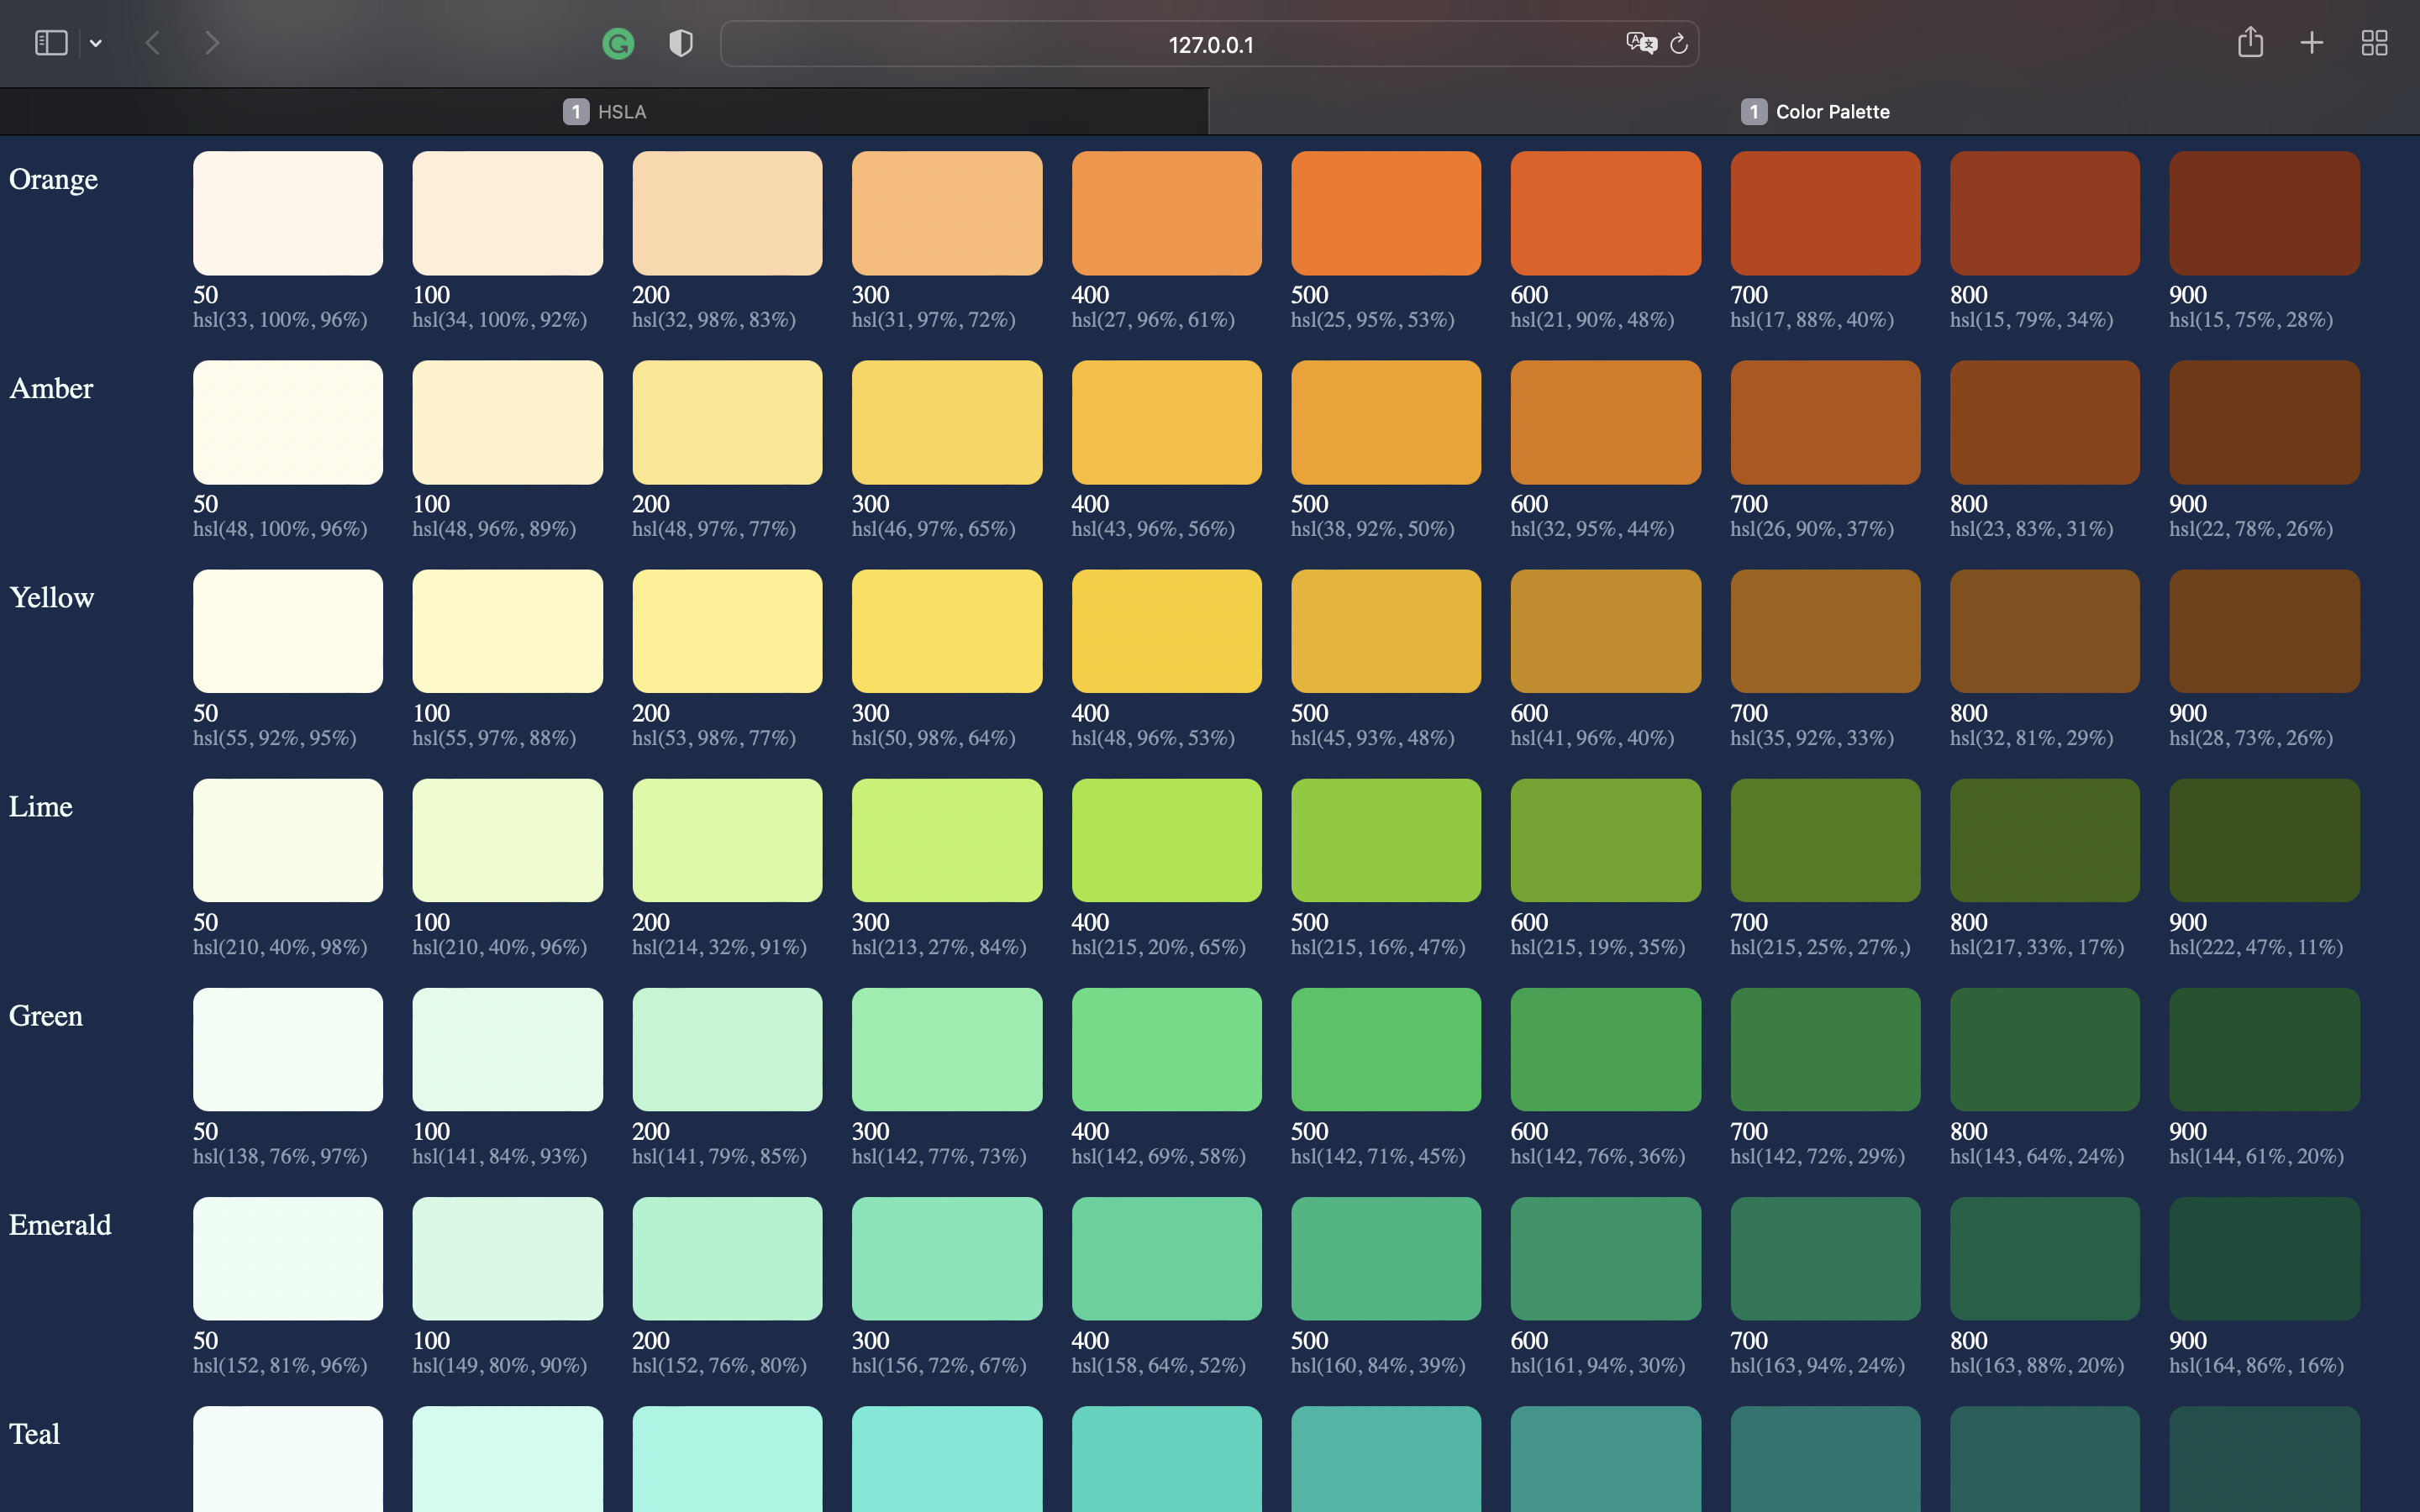 127.0.0.1
1 HSLA
1 Color Palette
Orange
50 100 200 300 400 500 600 700 800 900
hsl(33, 100%, 96%) hsl(34, 100%, 92%) hsl(32, 98%, 83%) hsl(31, 97%, 72%) hsl(27, 96%, 61%) hsl(25, 95%, 53%) hsl(21, 90%, 48%) hsl(17, 88%, 40%) hsl(15, 79%, 34%) hsl(15, 75%, 28%)
Amber
50 100 200 300 400 500 600 700 800 900
hsl(48, 100%, 96%) hsl(48, 96%, 89%) hsl(48, 97%, 77%) hsl(46, 97%, 65%) hsl(43, 96%, 56%) hsl(38, 92%, 50%) hsl(32, 95%, 44%) hsl(26, 90%, 37%) hsl(23, 83%, 31%) hsl(22, 78%, 26%)
Yellow
50 100 200 300 400 500 600 700 800 900
hsl(55, 92%, 95%) hsl(55, 97%, 88%) hsl(53, 98%, 77%) hsl(50, 98%, 64%) hsl(48, 96%, 53%) hsl(45, 93%, 48%) hsl(41, 96%, 40%) hsl(35, 92%, 33%) hsl(32, 81%, 29%) hsl(28, 73%, 26%)
Lime
50 100 200 300 400 500 600 700 800 900
hsl(210, 40%, 98%) hsl(210, 40%, 96%) hsl(214, 32%, 91%) hsl(213, 27%, 84%) hsl(215, 20%, 65%) hsl(215, 16%, 47%) hsl(215, 19%, 35%) hsl(215, 25%, 27%,) hsl(217, 33%, 17%) hsl(222, 47%, 11%)
Green
50 100 200 300 400 500 600 700 800 900
hsl(138, 76%, 97%) hsl(141, 84%, 93%) hsl(141, 79%, 85%) hsl(142, 77%, 73%) hsl(142, 69%, 58%) hsl(142, 71%, 45%) hsl(142, 76%, 36%) hsl(142, 72%, 29%) hsl(143, 64%, 24%) hsl(144, 61%, 20%)
Emerald
50 100 200 300 400 500 600 700 800 900
hsl(152, 81%, 96%) hsl(149, 80%, 90%) hsl(152, 76%, 80%) hsl(156, 72%, 67%) hsl(158, 64%, 52%) hsl(160, 84%, 39%) hsl(161, 94%, 30%) hsl(163, 94%, 24%) hsl(163, 88%, 20%) hsl(164, 86%, 16%)
Teal